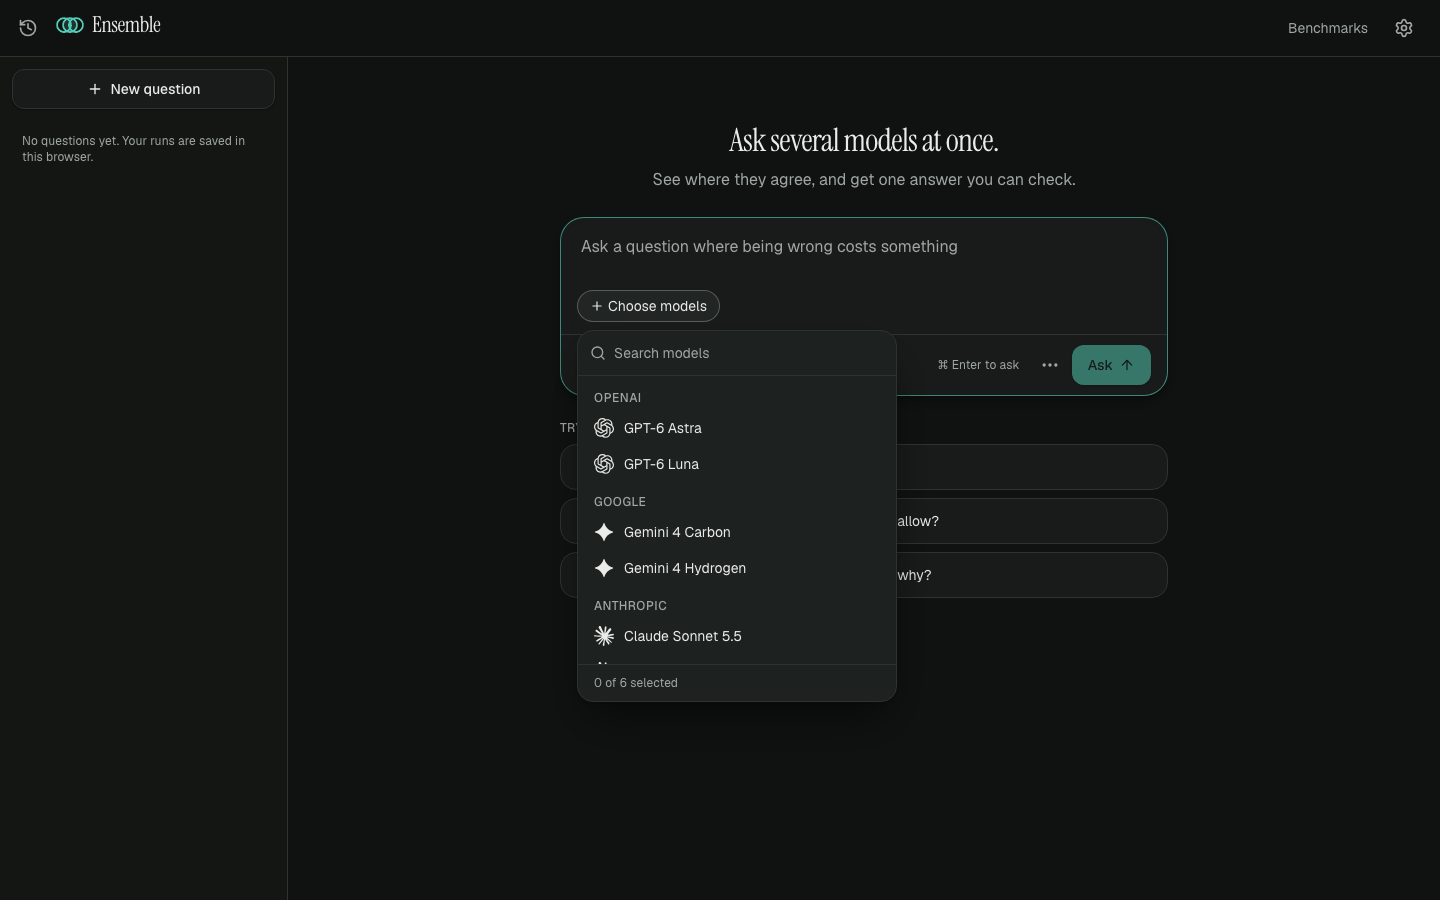 Ensemble
Benchmarks
New question
No questions yet. Your runs are saved in
this browser.
Ask several models at once.
See where they agree, and get one answer you can check.
Ask a question where being wrong costs something
Choose models
Search models
⌘ Enter to ask
Ask
OPENAI
GPT-6 Astra
GPT-6 Luna
GOOGLE
Gemini 4 Carbon
Gemini 4 Hydrogen
ANTHROPIC
Claude Sonnet 5.5
0 of 6 selected
allow?
why?